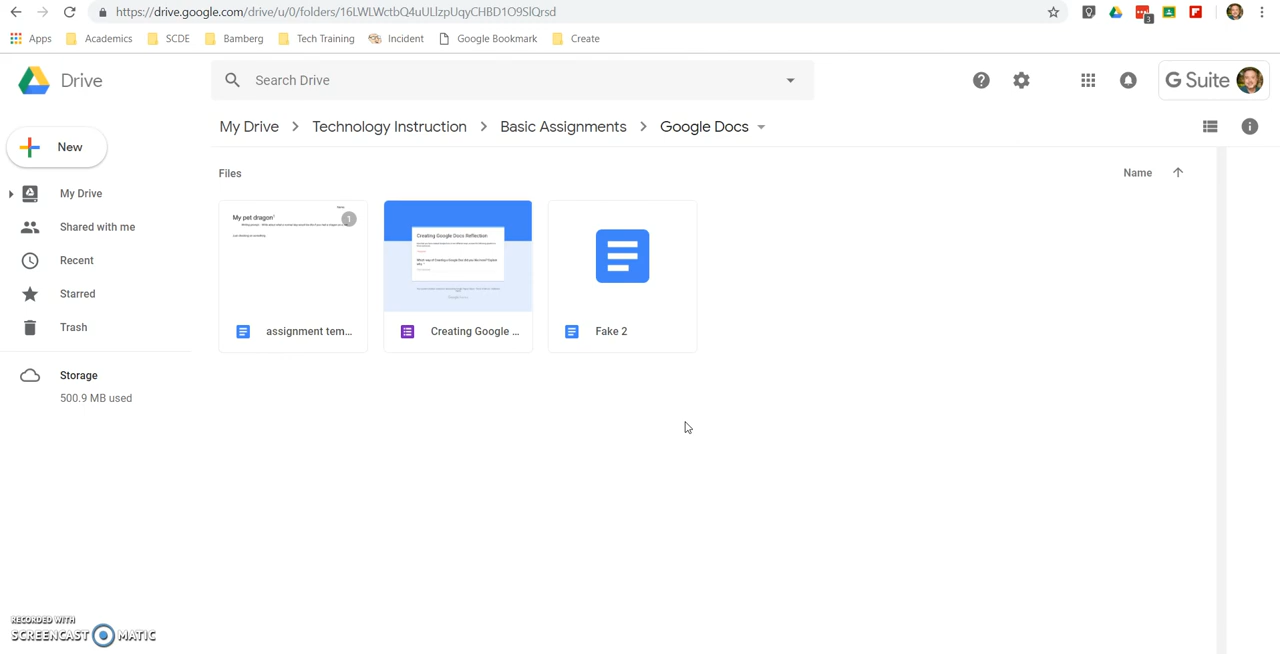 https://drive.google.com/drive/u/0/folders/16LWLWctbQ4uULlzpUqyCHBD1O9SlQrsd
3
Apps Academics SCDE Bamberg Tech Training Incident Google Bookmark Create
Drive Search Drive G Suite
My Drive Technology Instruction Basic Assignments Google Docs
New
Files Name
My Drive
Shared with me
Recent
Starred
Trash
Storage
500.9 MB used
My pet dragon
1
Creating Google Docs Reflection
assignment tem... Creating Google ... Fake 2
RECORDED WITH
SCREENCAST MATIC